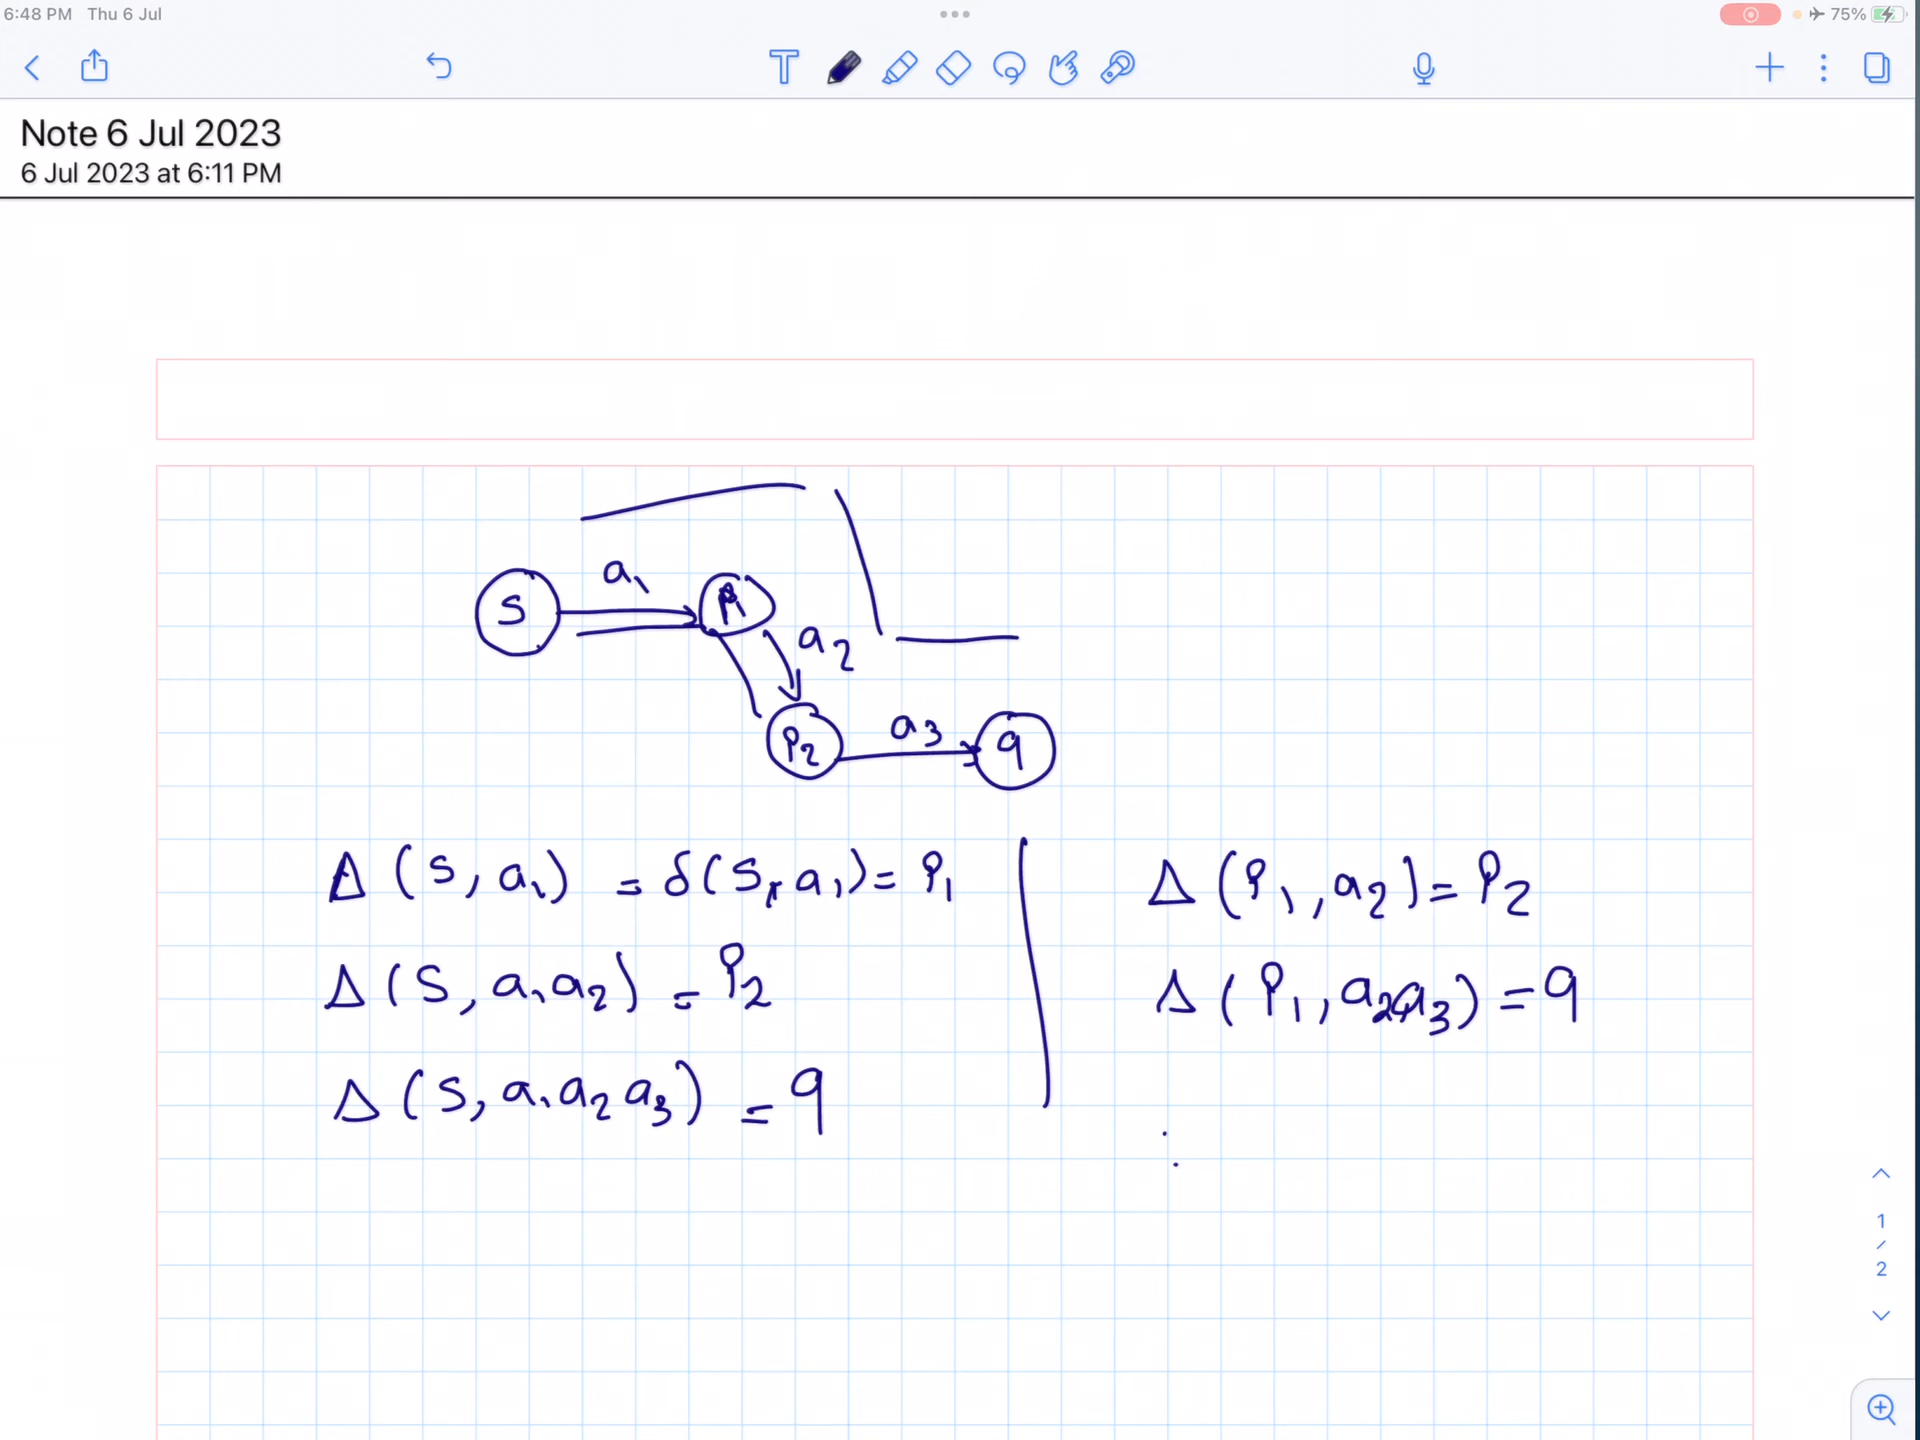 6:48 PM Thu 6 Jul
75%
T
Note 6 Jul 2023
6 Jul 2023 at 6:11 PM
S a₁ P₁
a₂
P₂ a₃ q
Δ(S, a₁) = δ(S, a₁) = P₁
Δ(P₁, a₂) = P₂
Δ(S, a₁a₂) = P₂
Δ(P₁, a₂a₃) = q
Δ(S, a₁a₂a₃) = q
1
/
2